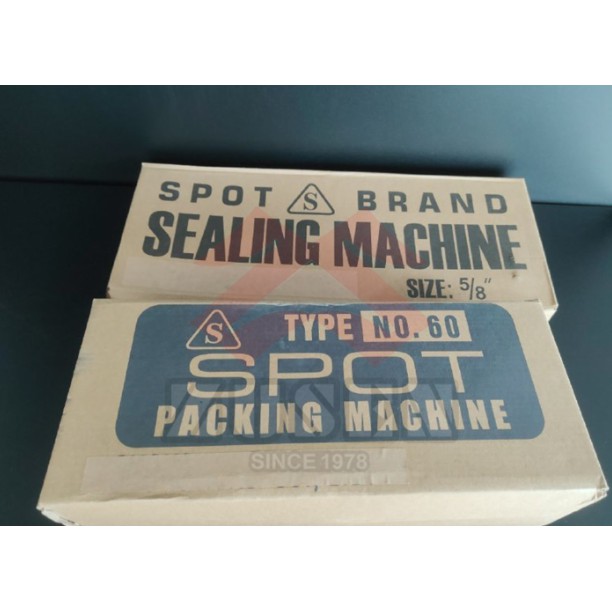 SPOT S BRAND
SEALING MACHINE
SIZE: 5/8"
S TYPE NO. 60
SPOT
PACKING MACHINE
SINCE 1978